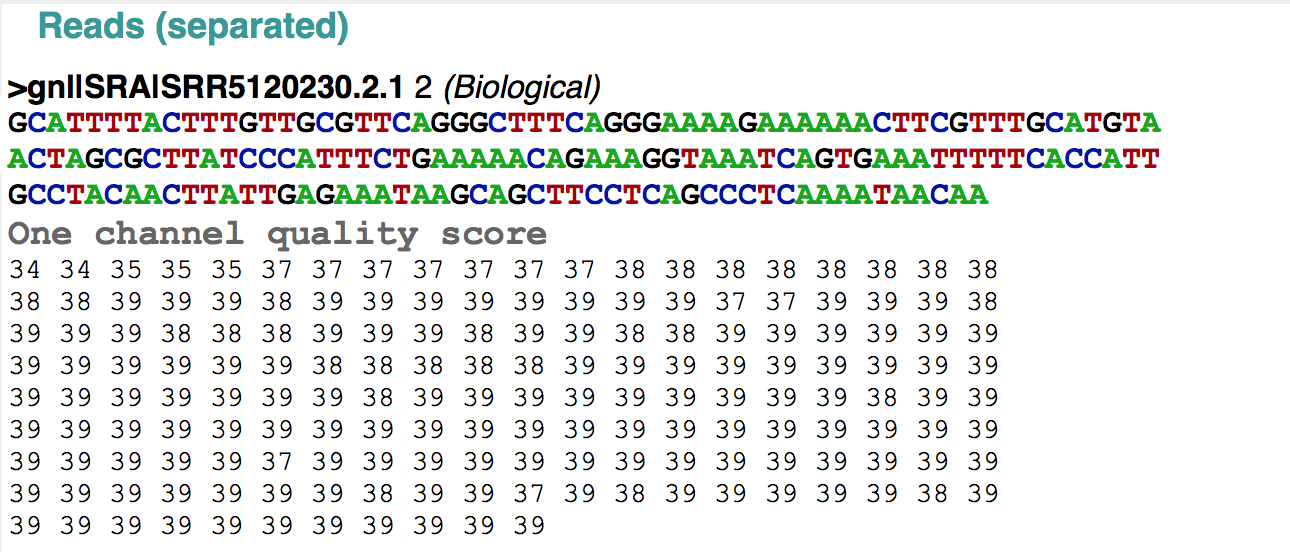 Reads (separated)
>gnl|SRA|SRR5120230.2.1 2 (Biological)
GCATTTTACTTTGTTGCGTTCAGGGCTTTCAGGGAAAAGAAAAAACTTCGTTTGCATGTA
ACTAGCGCTTATCCCATTTCTGAAAAACAGAAAGGTAAATCAGTGAAATTTTTCACCATT
GCCTACAACTTATTGAGAAATAAGCAGCTTCCTCAGCCCTCAAAATAACAA
One channel quality score
34 34 35 35 35 37 37 37 37 37 37 37 38 38 38 38 38 38 38 38
38 38 39 39 39 38 39 39 39 39 39 39 39 39 37 37 39 39 39 38
39 39 39 38 38 38 39 39 39 38 39 39 38 38 39 39 39 39 39 39
39 39 39 39 39 39 38 38 38 38 38 39 39 39 39 39 39 39 39 39
39 39 39 39 39 39 39 38 39 39 39 39 39 39 39 39 39 38 39 39
39 39 39 39 39 39 39 39 39 39 39 39 39 39 39 39 39 39 39 39
39 39 39 39 39 37 39 39 39 39 39 39 39 39 39 39 39 39 39 39
39 39 39 39 39 39 39 38 39 39 37 39 38 39 39 39 39 39 38 39
39 39 39 39 39 39 39 39 39 39 39